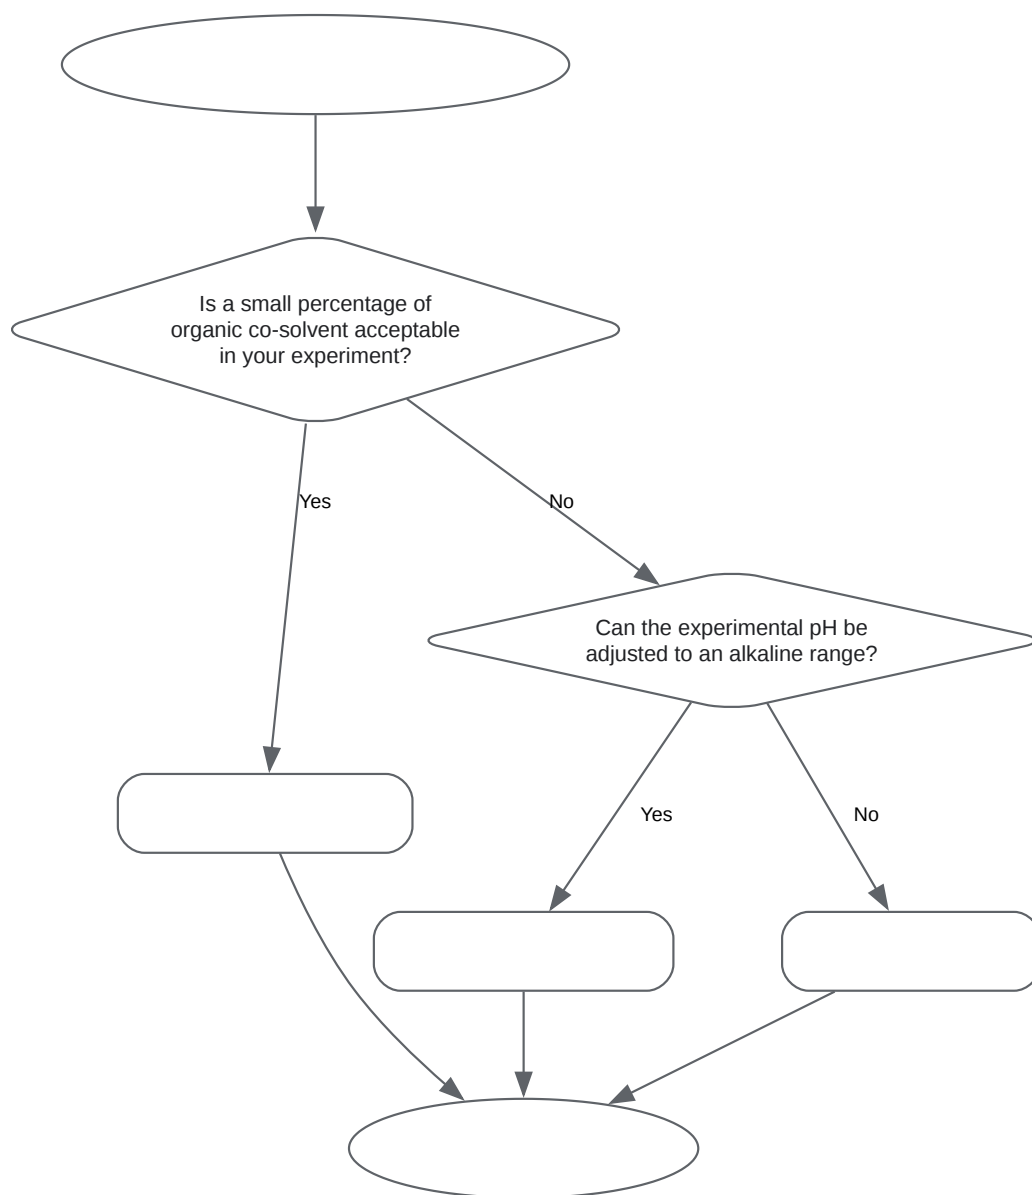 Is a small percentage of
organic co-solvent acceptable
in your experiment?
Yes
No
Can the experimental pH be
adjusted to an alkaline range?
Yes
No